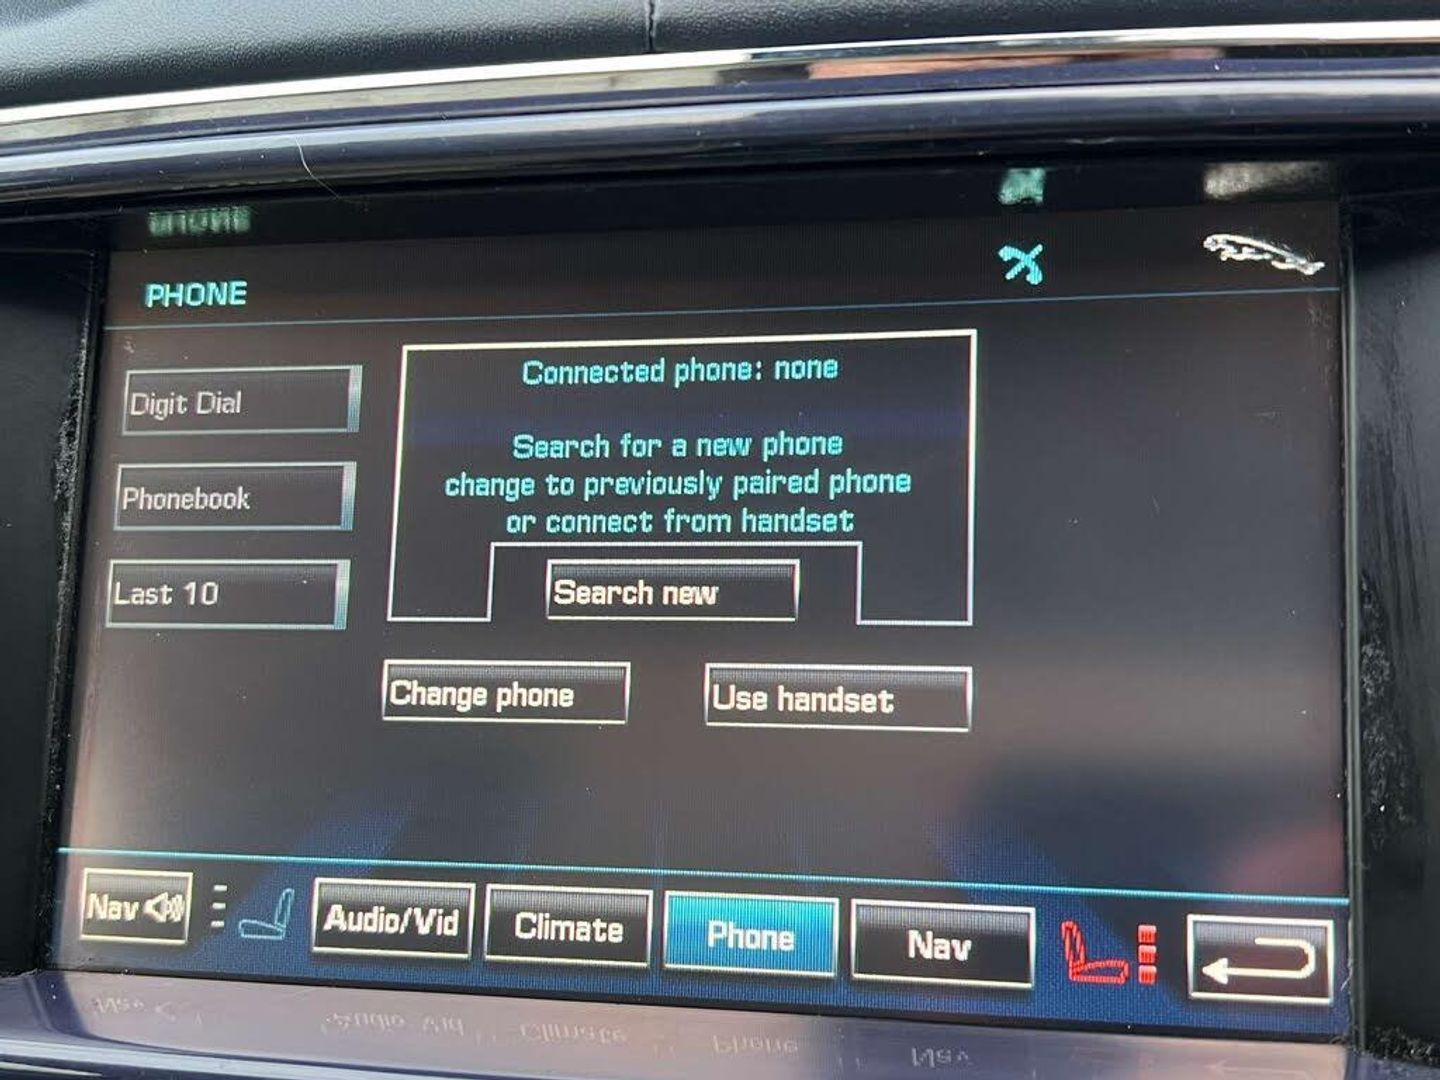 PHONE
Digit Dial
Phonebook
Last 10
Connected phone: none
Search for a new phone
change to previously paired phone
or connect from handset
Search new
Change phone
Use handset
Nav
Audio/Vid
Climate
Phone
Nav